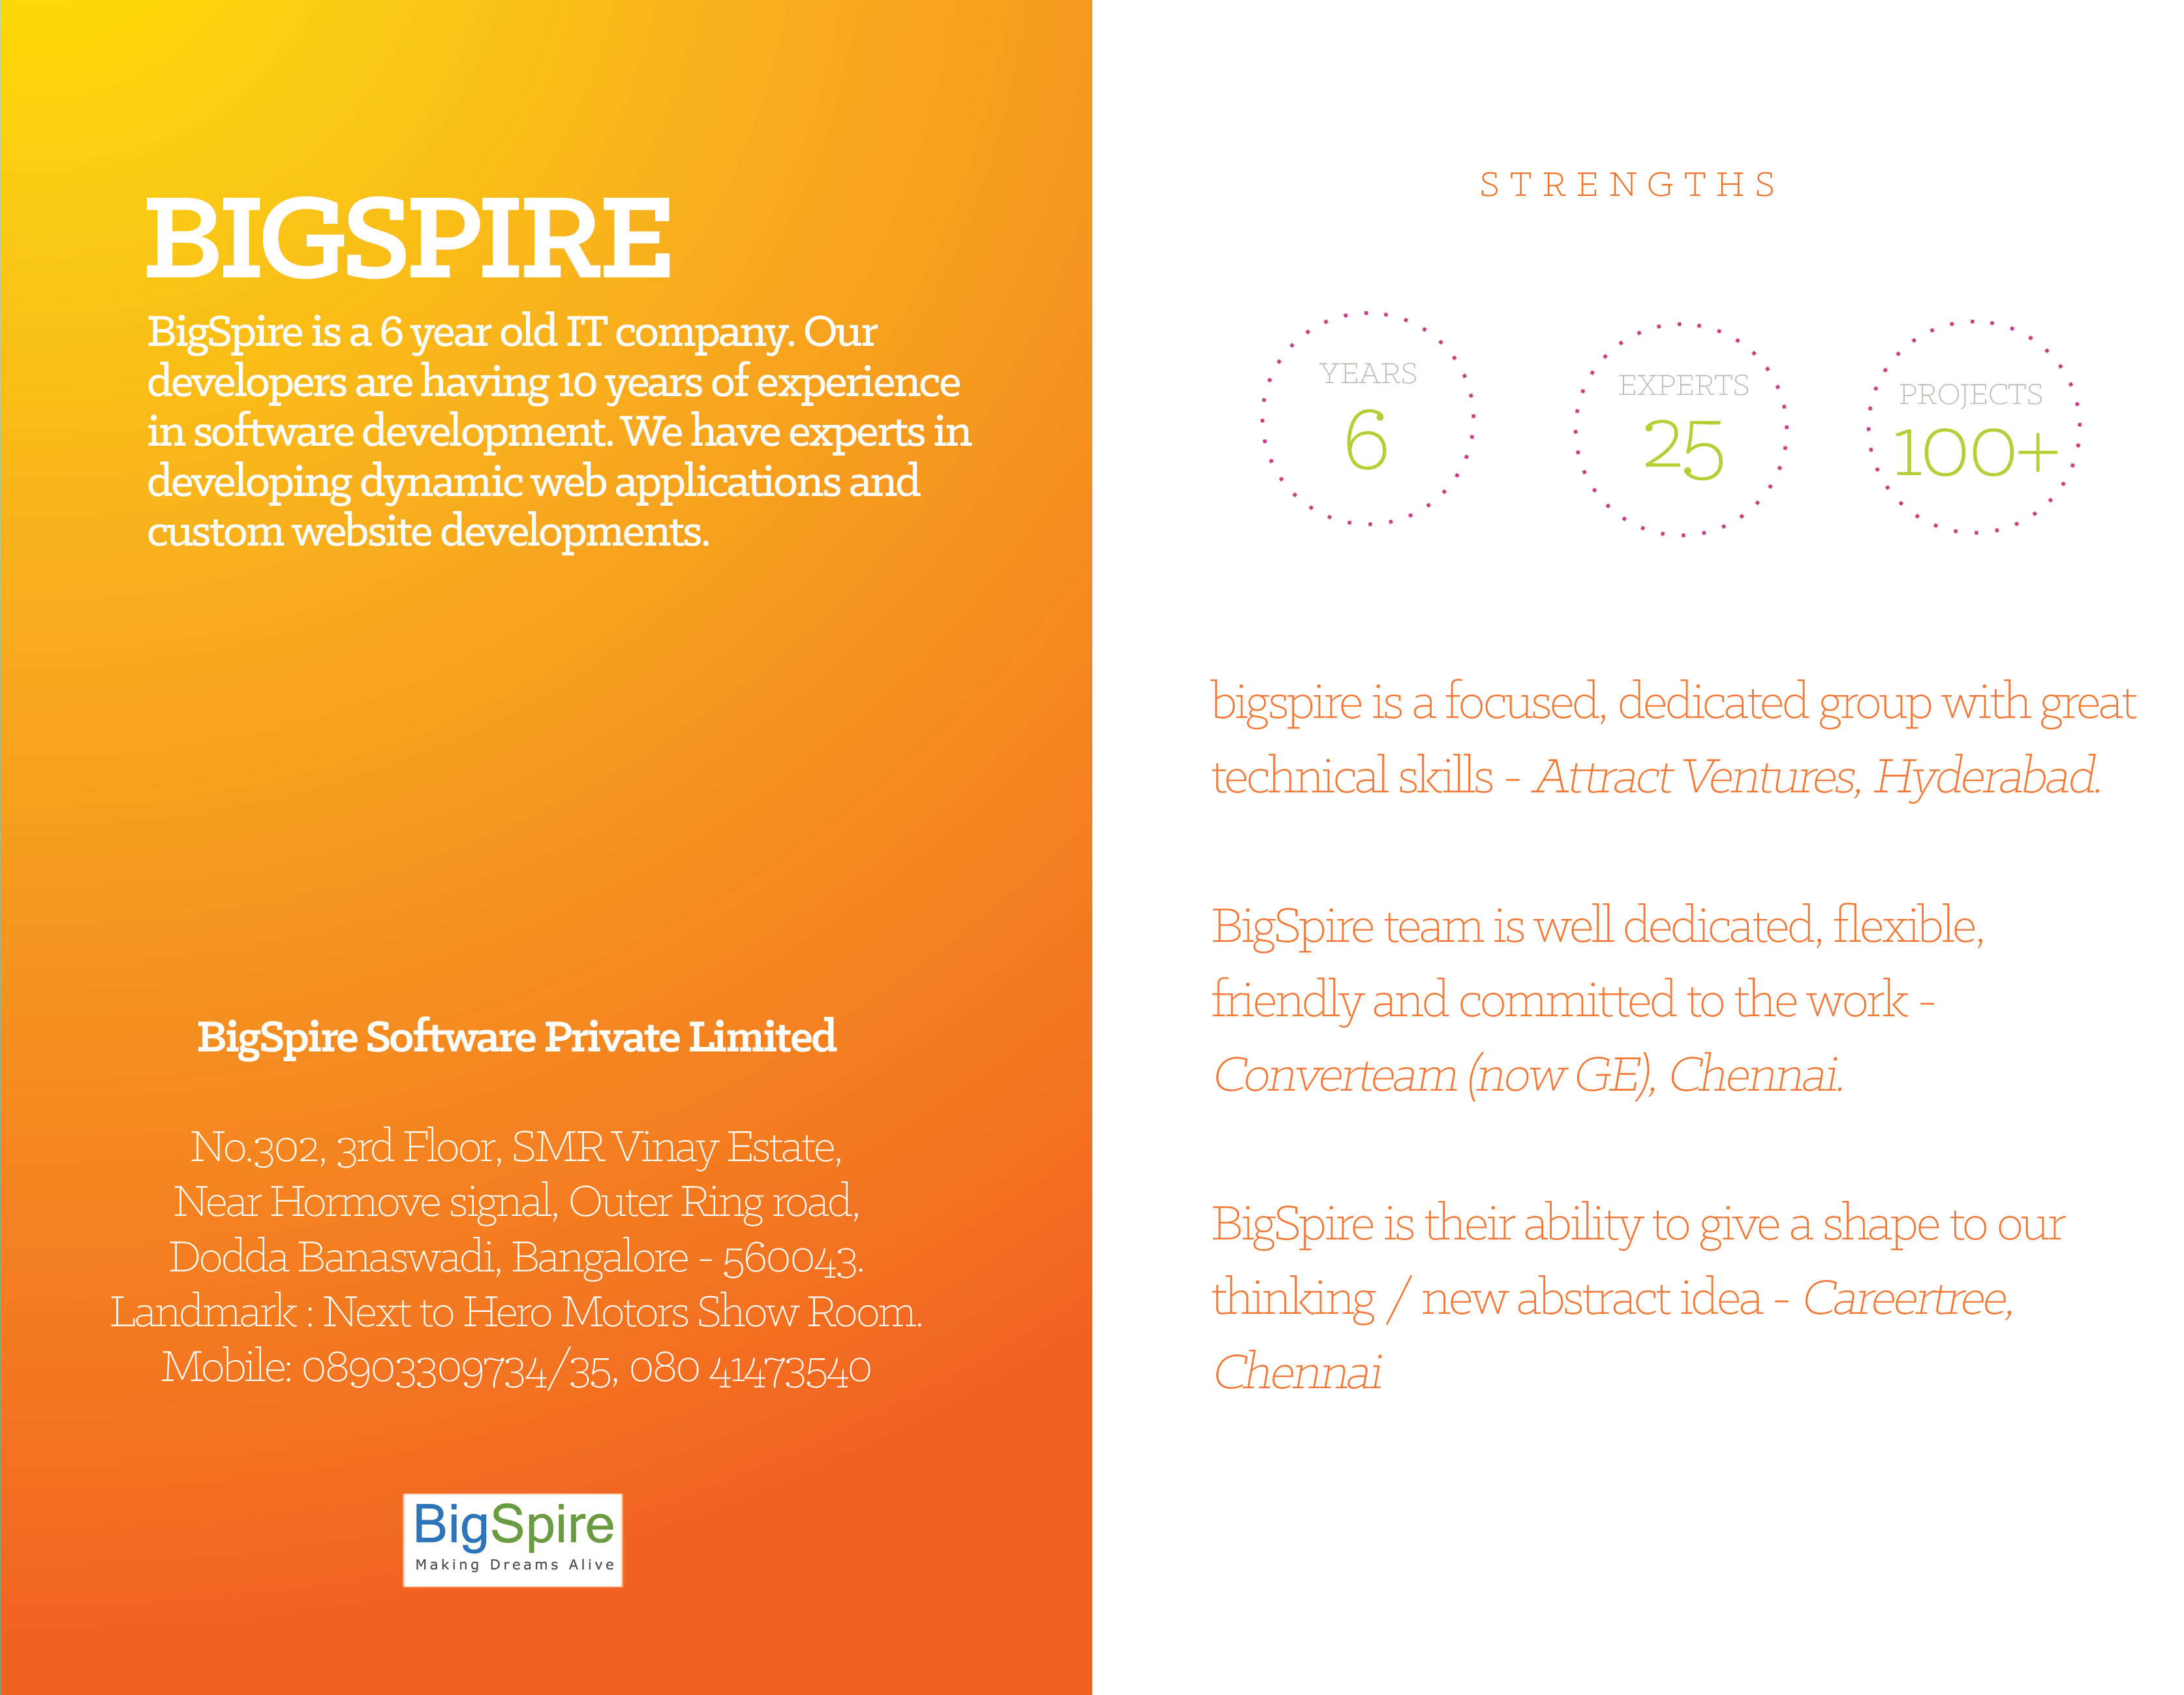 BIGSPIRE
BigSpire is a 6 year old IT company. Our
developers are having 10 years of experience
in software development. We have experts in
developing dynamic web applications and
custom website developments.
BigSpire Software Private Limited
No.302, 3rd Floor, SMR Vinay Estate,
Near Hormove signal, Outer Ring road,
Dodda Banaswadi, Bangalore - 560043.
Landmark : Next to Hero Motors Show Room.
Mobile: 08903309734/35, 080 41473540
BigSpire
Making Dreams Alive
STRENGTHS
YEARS
6
EXPERTS
25
PROJECTS
100+
bigspire is a focused, dedicated group with great
technical skills - Attract Ventures, Hyderabad.
BigSpire team is well dedicated, flexible,
friendly and committed to the work -
Converteam (now GE), Chennai.
BigSpire is their ability to give a shape to our
thinking / new abstract idea - Careertree,
Chennai